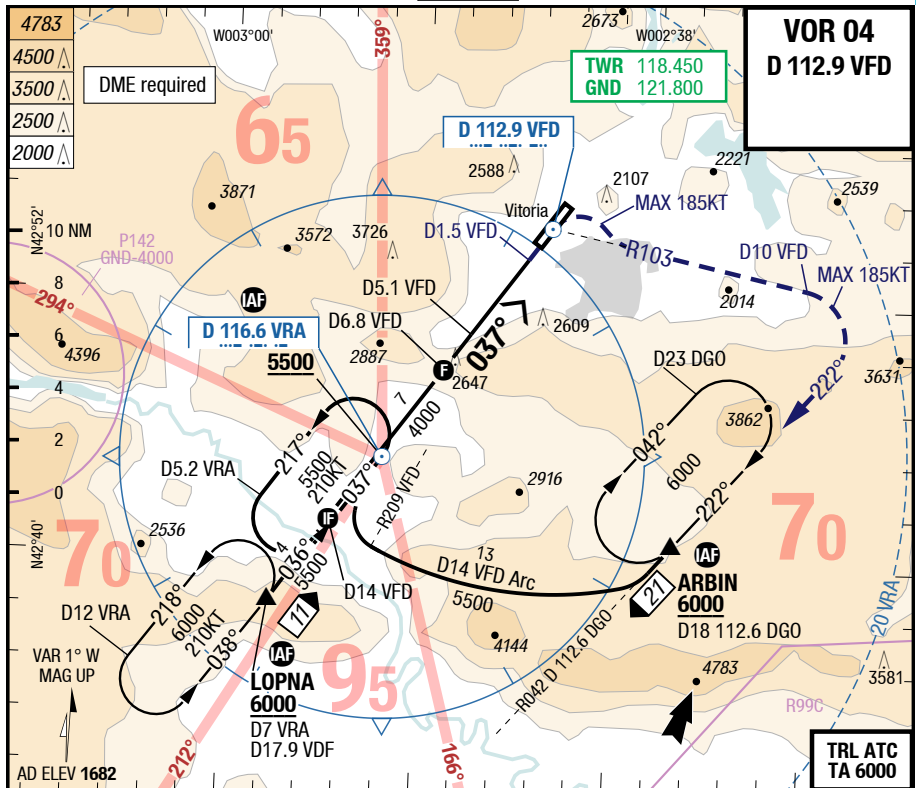 4783
4500
3500
2500
2000
DME required
W003°00'
359°
2673
W002°38'
TWR 118.450
GND 121.800
VOR 04
D 112.9 VFD
65
D 112.9 VFD
2588
2107
2221
2539
3871
Vitoria
MAX 185KT
N42°52'
10 NM
P142
GND-4000
3572
3726
D1.5 VFD
R103
D10 VFD
MAX 185KT
8
294°
IAF
D5.1 VFD
2014
D 116.6 VRA
D6.8 VFD
037°
2609
6
4396
5500
2887
F
2647
D23 DGO
3631
4
222°
7
4000
3862
2
217°
5500
210KT
042°
6000
D5.2 VRA
037°
R209 VFD
2916
222°
0
N42°40'
IF
70
2536
4
036°
5500
D14 VFD
13
D14 VFD Arc
5500
IAF
ARBIN
6000
D18 112.6 DGO
70
21
218°
6000
210KT
D12 VRA
038°
11
20 VRA
VAR 1° W
MAG UP
IAF
LOPNA
6000
D7 VRA
D17.9 VDF
95
4144
R042 D 112.6 DGO
4783
3581
R99C
212°
166°
AD ELEV 1682
TRL ATC
TA 6000